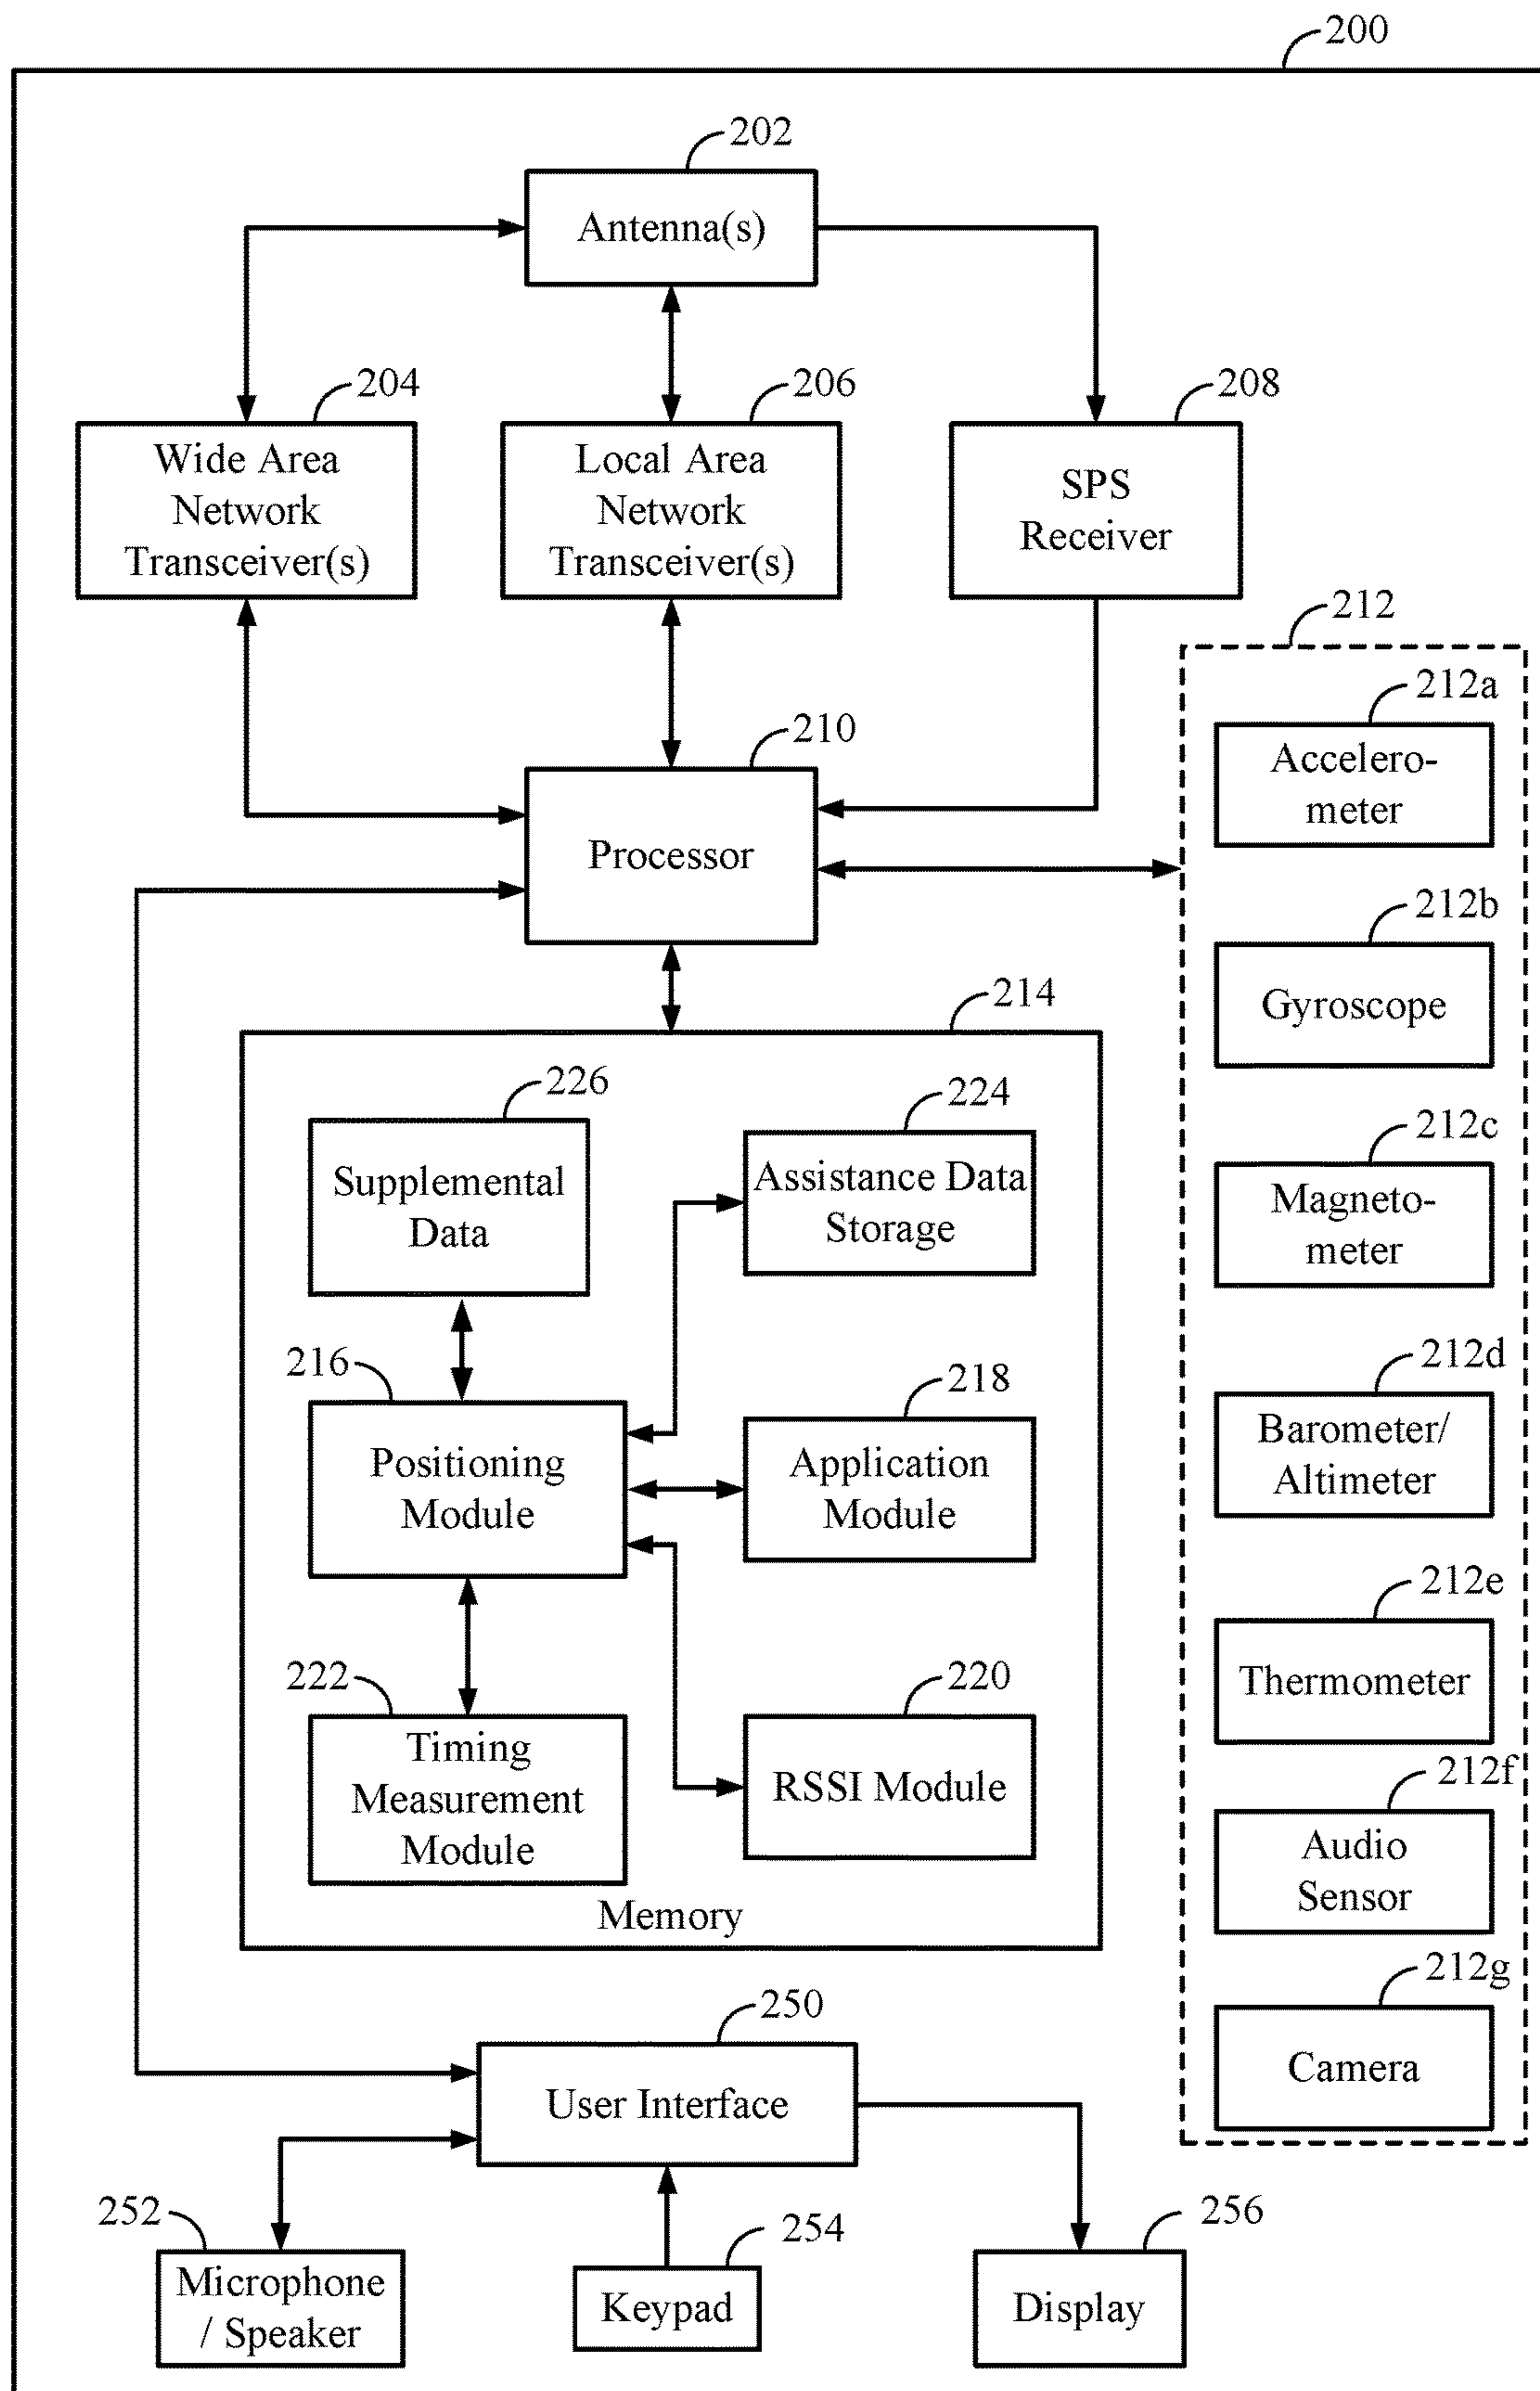 200
202
Antenna(s)
204
206
208
Wide Area
Network
Transceiver(s)
Local Area
Network
Transceiver(s)
SPS
Receiver
212
212a
Accelero-
meter
210
Processor
212b
Gyroscope
214
226
Supplemental
Data
224
Assistance Data
Storage
212c
Magneto-
meter
216
Positioning
Module
218
Application
Module
212d
Barometer/
Altimeter
212e
Thermometer
222
Timing
Measurement
Module
220
RSSI Module
Memory
212f
Audio
Sensor
212g
Camera
250
User Interface
252
Microphone
/ Speaker
254
Keypad
256
Display